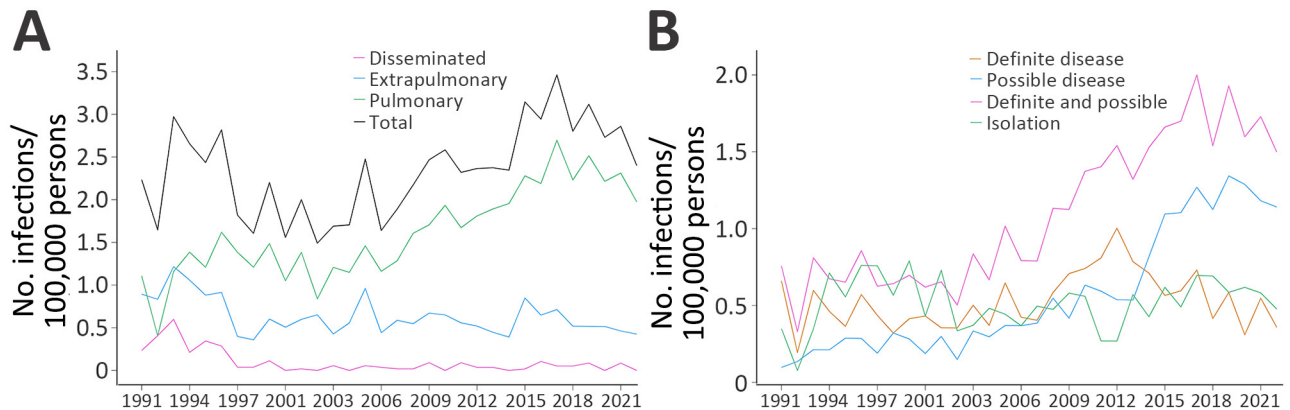 A
No. infections/
100,000 persons
3.5
3.0
2.5
2.0
1.5
1.0
0.5
0
Disseminated
Extrapulmonary
Pulmonary
Total
1991 1994 1997 2001 2003 2006 2009 2012 2015 2018 2021
B
No. infections/
100,000 persons
2.0
1.5
1.0
0.5
0
Definite disease
Possible disease
Definite and possible
Isolation
1991 1994 1997 2001 2003 2006 2009 2012 2015 2018 2021